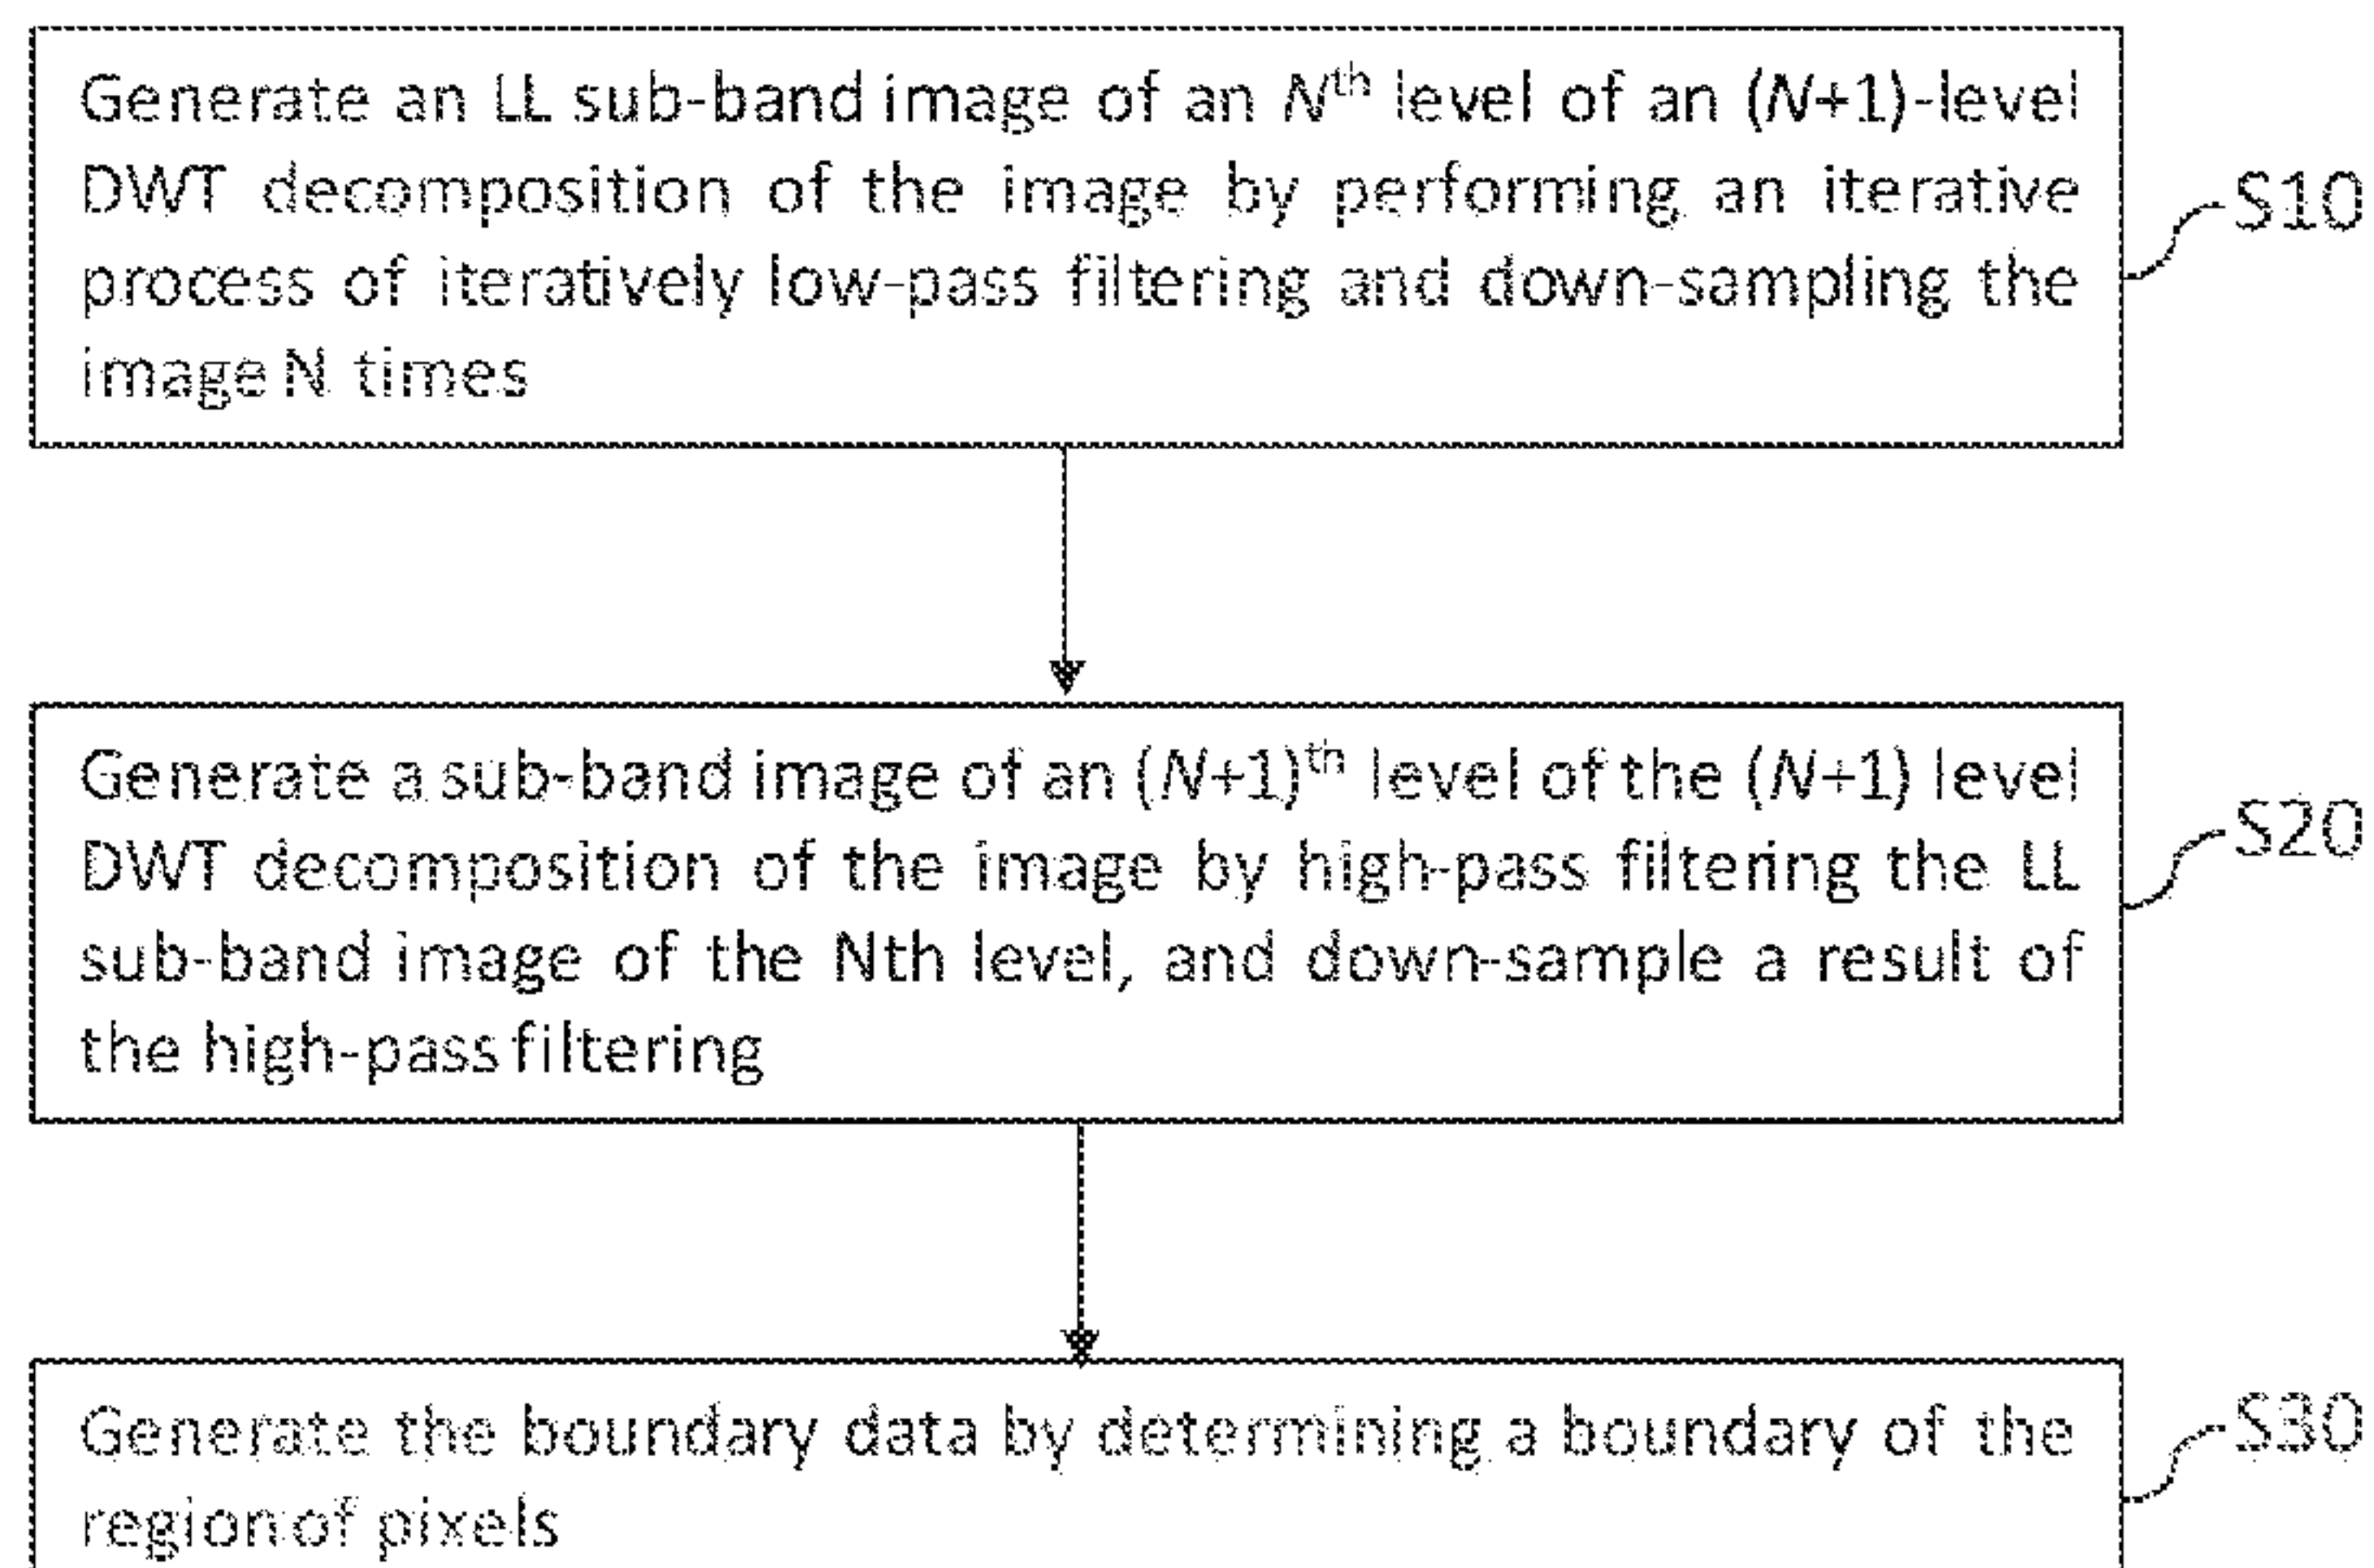 Generate an LL sub-band image of an Nth level of an (N+1)-level
DWT decomposition of the image by performing an iterative
process of iteratively low-pass filtering and down-sampling the
image N times
S10
Generate a sub-band image of an (N+1)th level of the (N+1) level
DWT decomposition of the image by high-pass filtering the LL
sub-band image of the Nth level, and down-sample a result of
the high-pass filtering
S20
Generate the boundary data by determining a boundary of the
region of pixels
S30